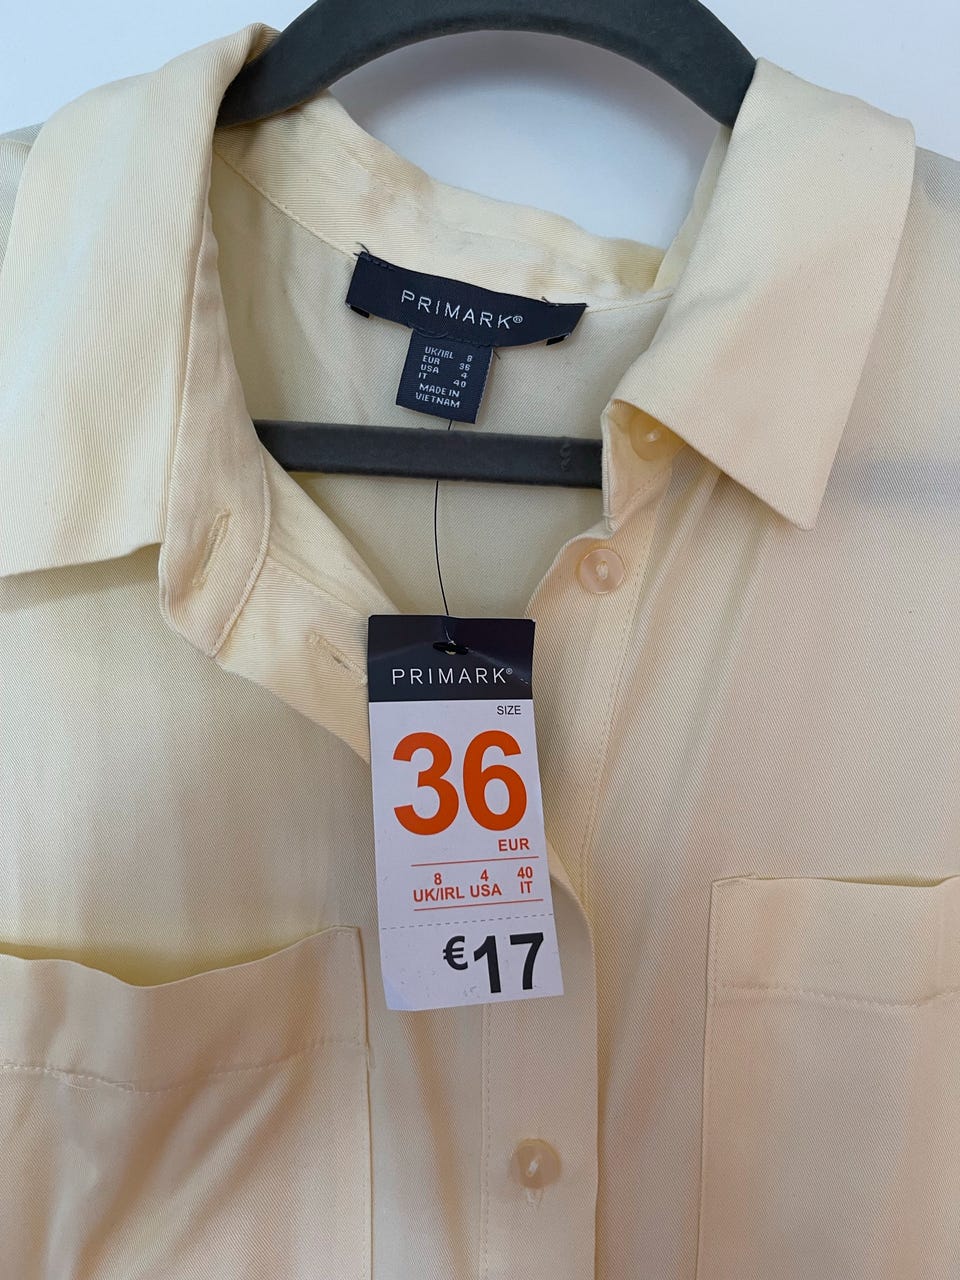 PRIMARK®
UK/IRL 8
EUR 36
USA 4
IT 40
MADE IN
VIETNAM
PRIMARK®
SIZE
36
EUR
8 4 40
UK/IRL USA IT
€17